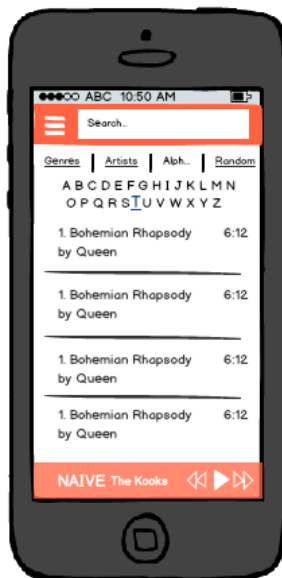 ABC 10:50 AM
Search..
Genres Artists Alph.. Random
A B C D E F G H I J K L M N
O P Q R S T U V W X Y Z
1. Bohemian Rhapsody 6:12
by Queen
1. Bohemian Rhapsody 6:12
by Queen
1. Bohemian Rhapsody 6:12
by Queen
1. Bohemian Rhapsody 6:12
by Queen
NAIVE The Kooks